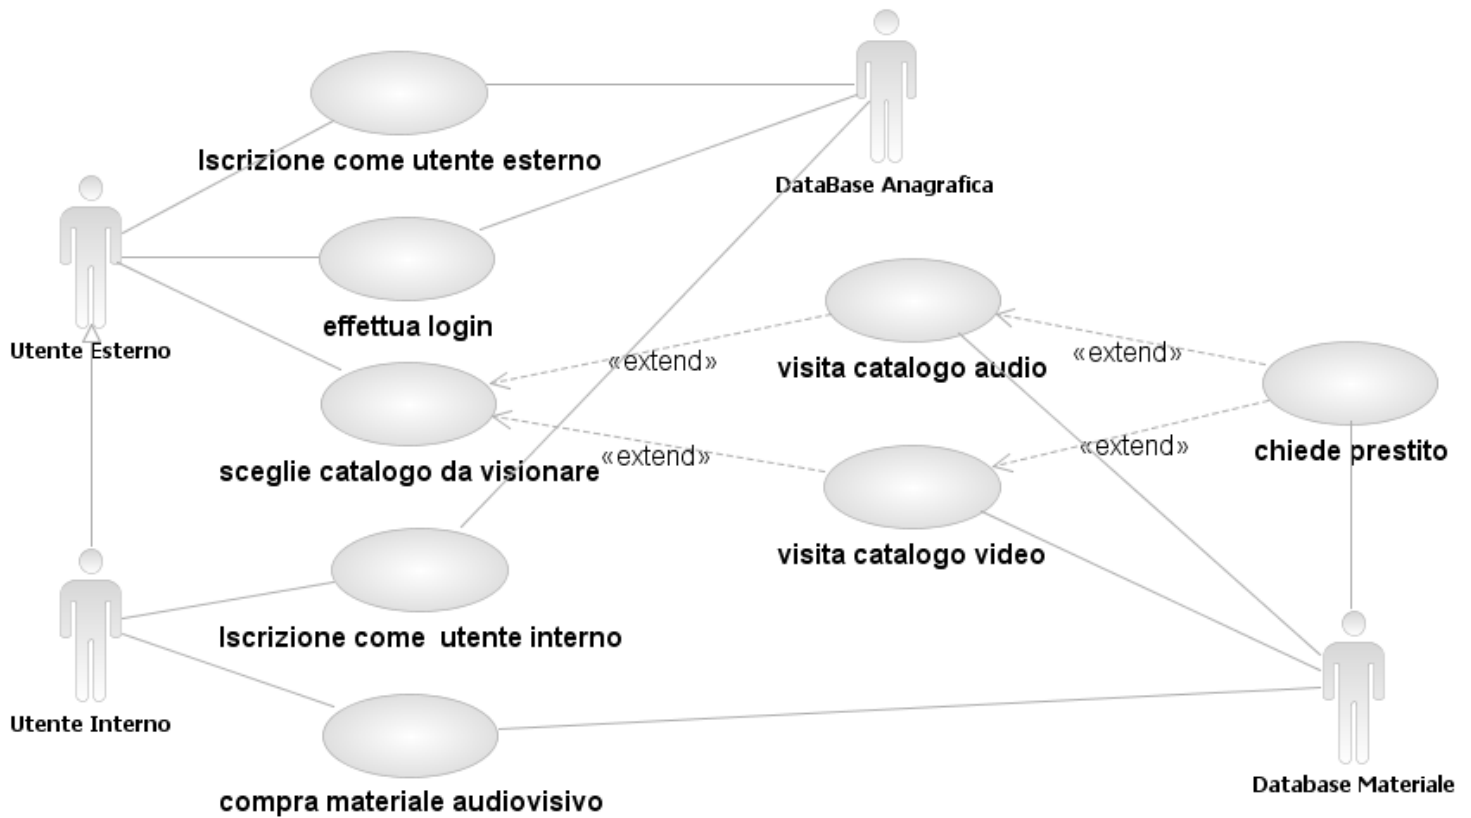 Iscrizione come utente esterno
DataBase Anagrafica
effettua login
Utente Esterno
«extend»
«extend»
visita catalogo audio
sceglie catalogo da visionare
«extend»
«extend»
chiede prestito
visita catalogo video
Iscrizione come  utente interno
Utente Interno
Database Materiale
compra materiale audiovisivo